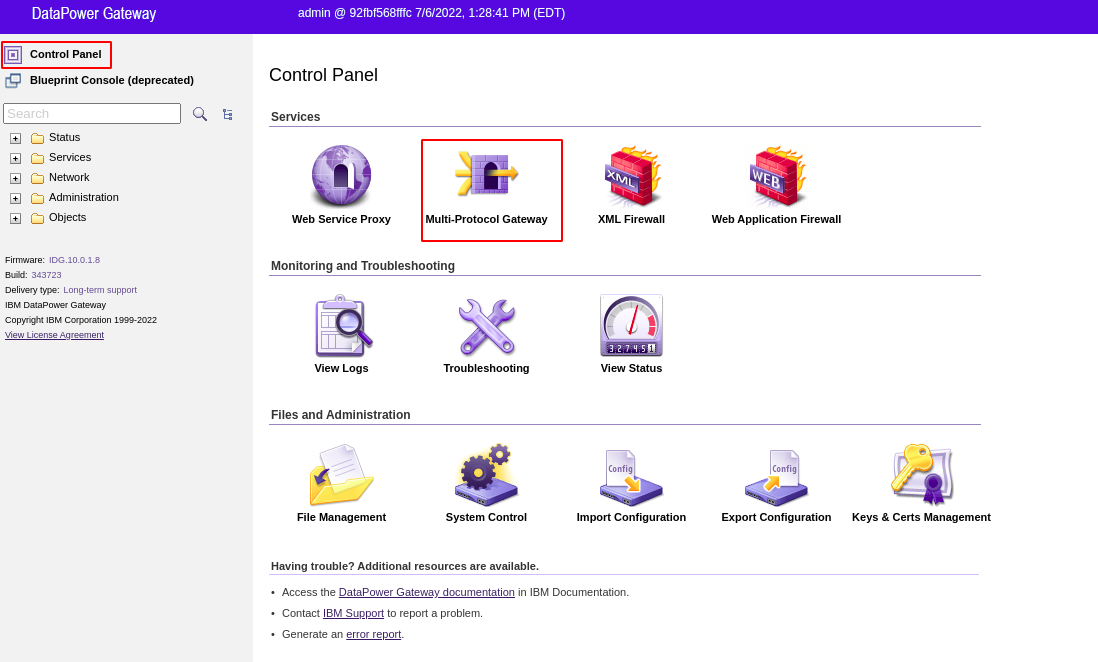 DataPower Gateway
admin @ 92fbf568fffc 7/6/2022, 1:28:41 PM (EDT)
Control Panel
Blueprint Console (deprecated)
Search
Status
Services
Network
Administration
Objects
Firmware: IDG.10.0.1.8
Build: 343723
Delivery type: Long-term support
IBM DataPower Gateway
Copyright IBM Corporation 1999-2022
View License Agreement
Control Panel
Services
XML
WEB
Web Service Proxy
Multi-Protocol Gateway
XML Firewall
Web Application Firewall
Monitoring and Troubleshooting
3 2 7 4 5 1
View Logs
Troubleshooting
View Status
Files and Administration
Config
Config
File Management
System Control
Import Configuration
Export Configuration
Keys & Certs Management
Having trouble? Additional resources are available.
• Access the DataPower Gateway documentation in IBM Documentation.
• Contact IBM Support to report a problem.
• Generate an error report.